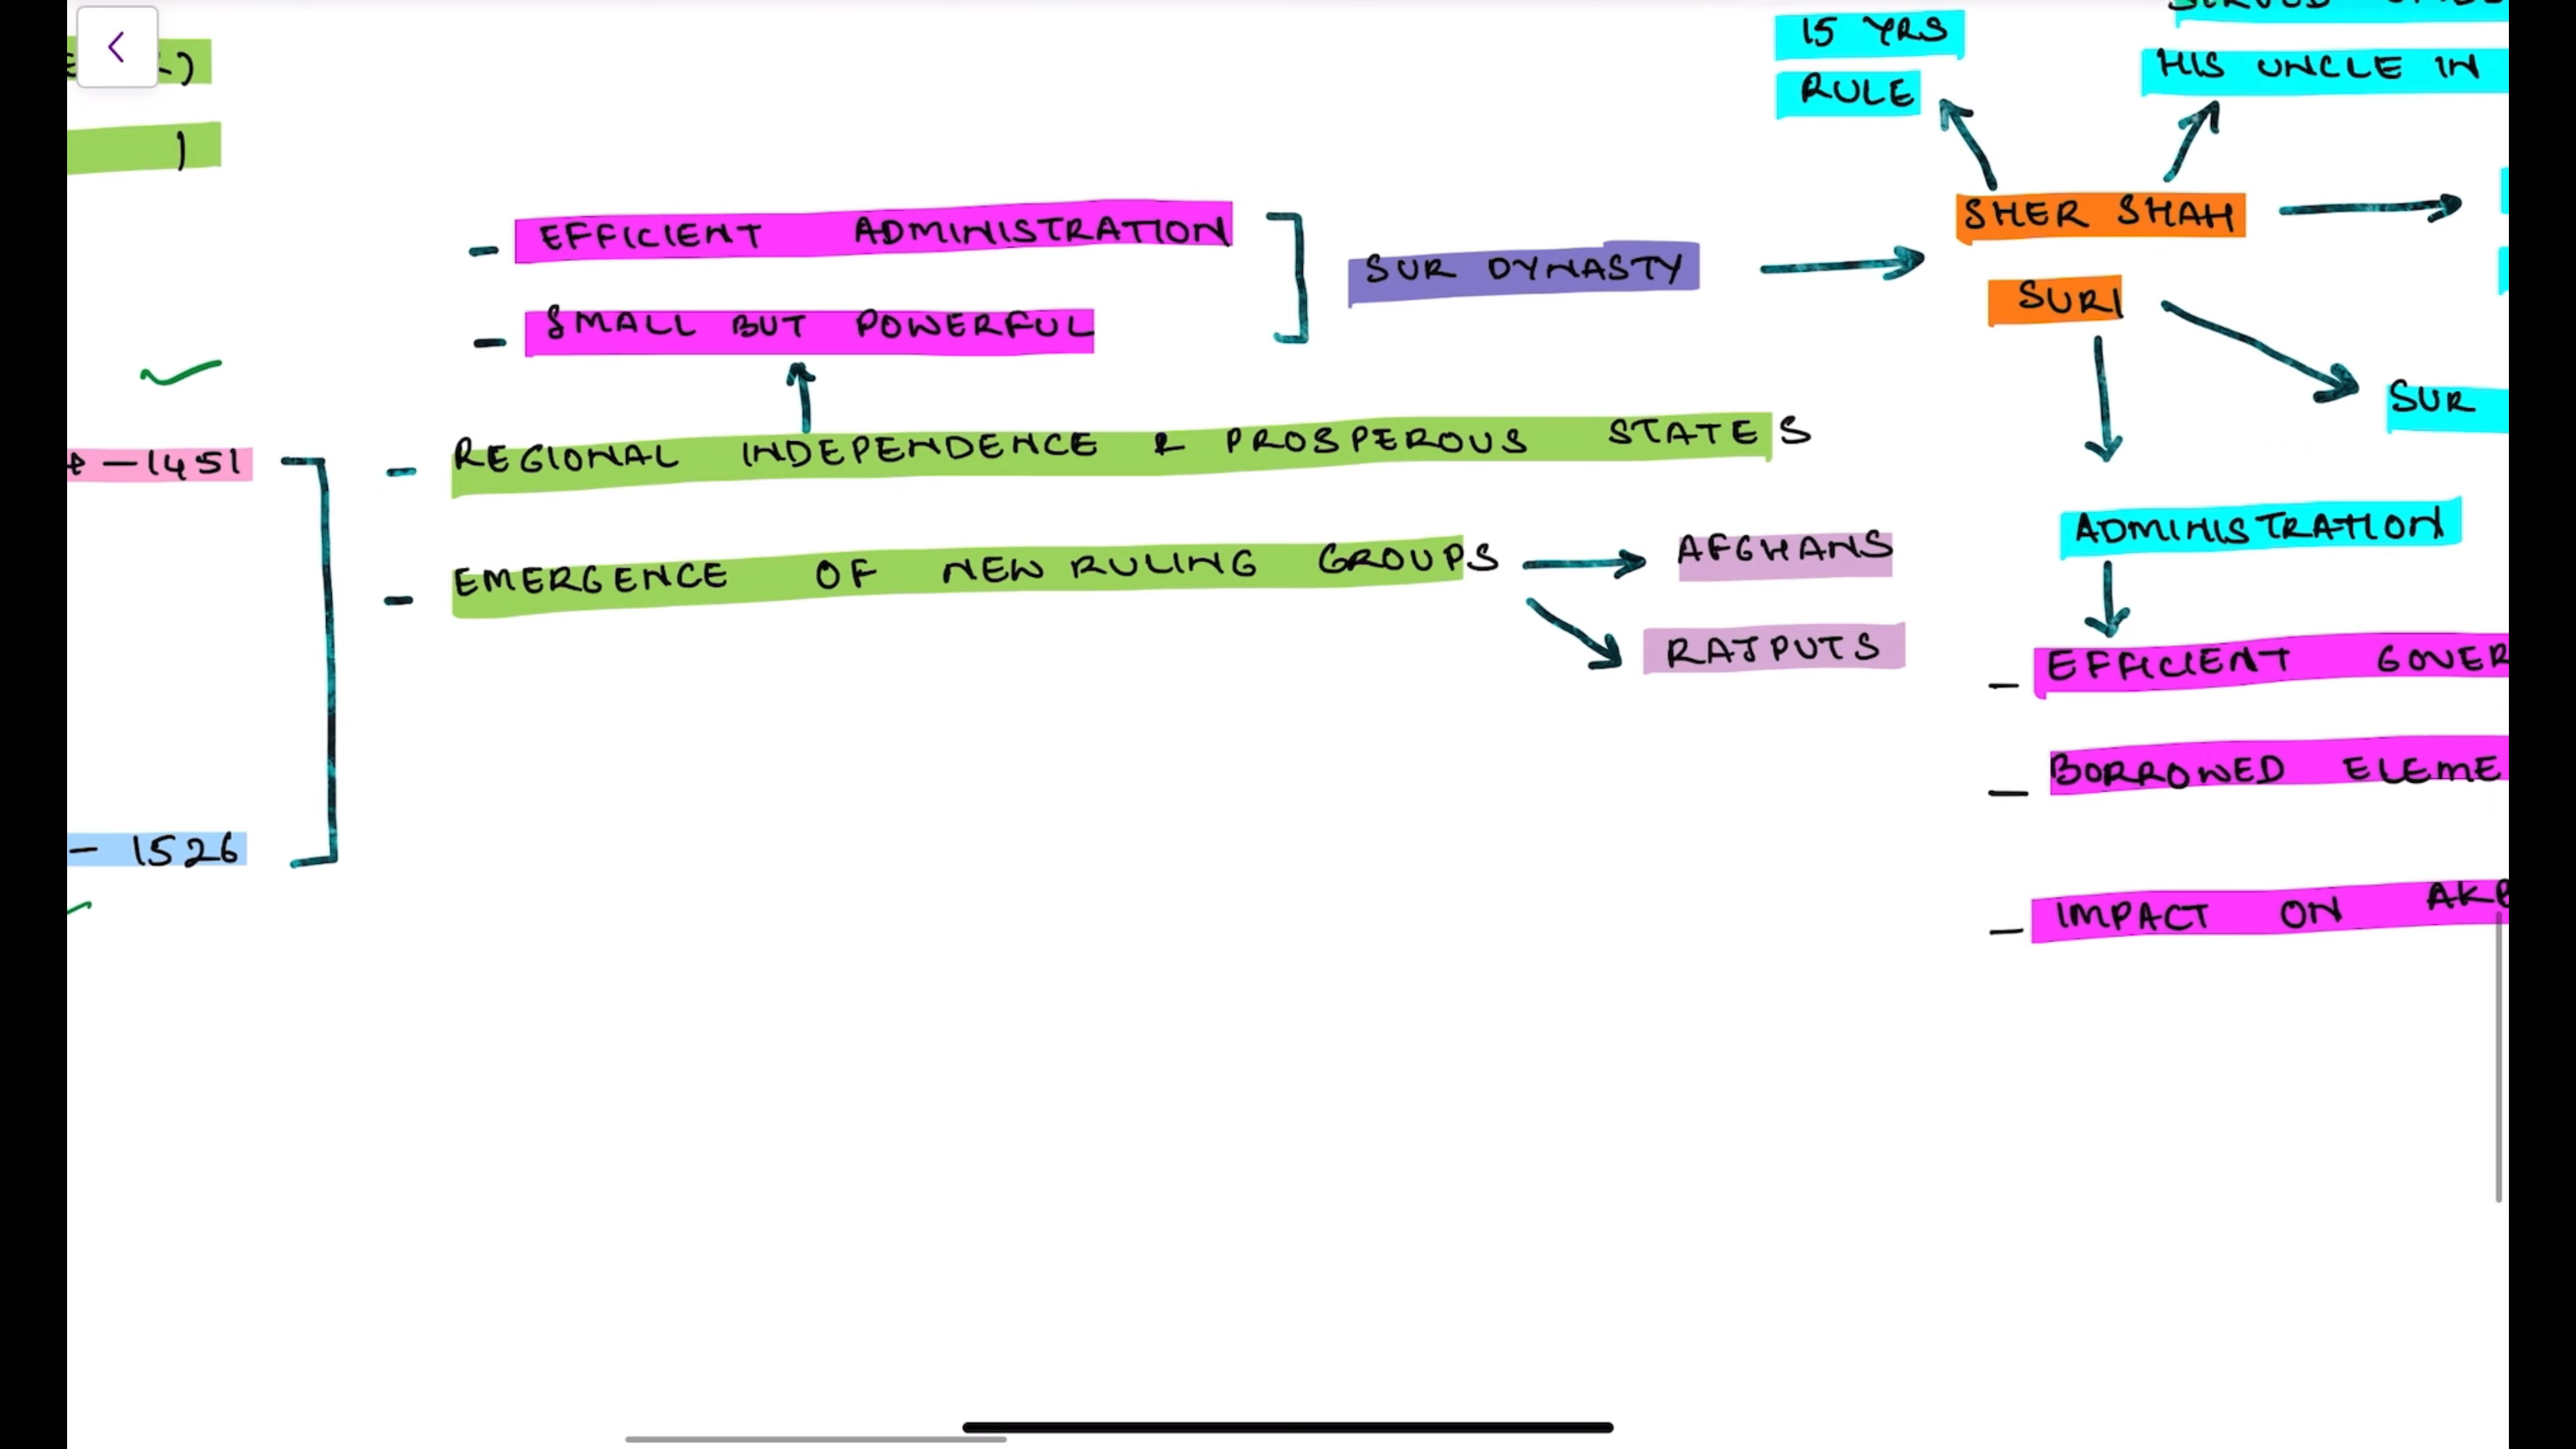 15 YRS
RULE
HIS UNCLE IN
- EFFICIENT ADMINISTRATION
- SMALL BUT POWERFUL
SUR DYNASTY
SHER SHAH
SURI
SUR
-1451
- REGIONAL INDEPENDENCE & PROSPEROUS STATES
- EMERGENCE OF NEW RULING GROUPS
AFGHANS
RAJPUTS
- 1526
ADMINISTRATION
- EFFICIENT GOVER
- BORROWED ELEME
- IMPACT ON AKB